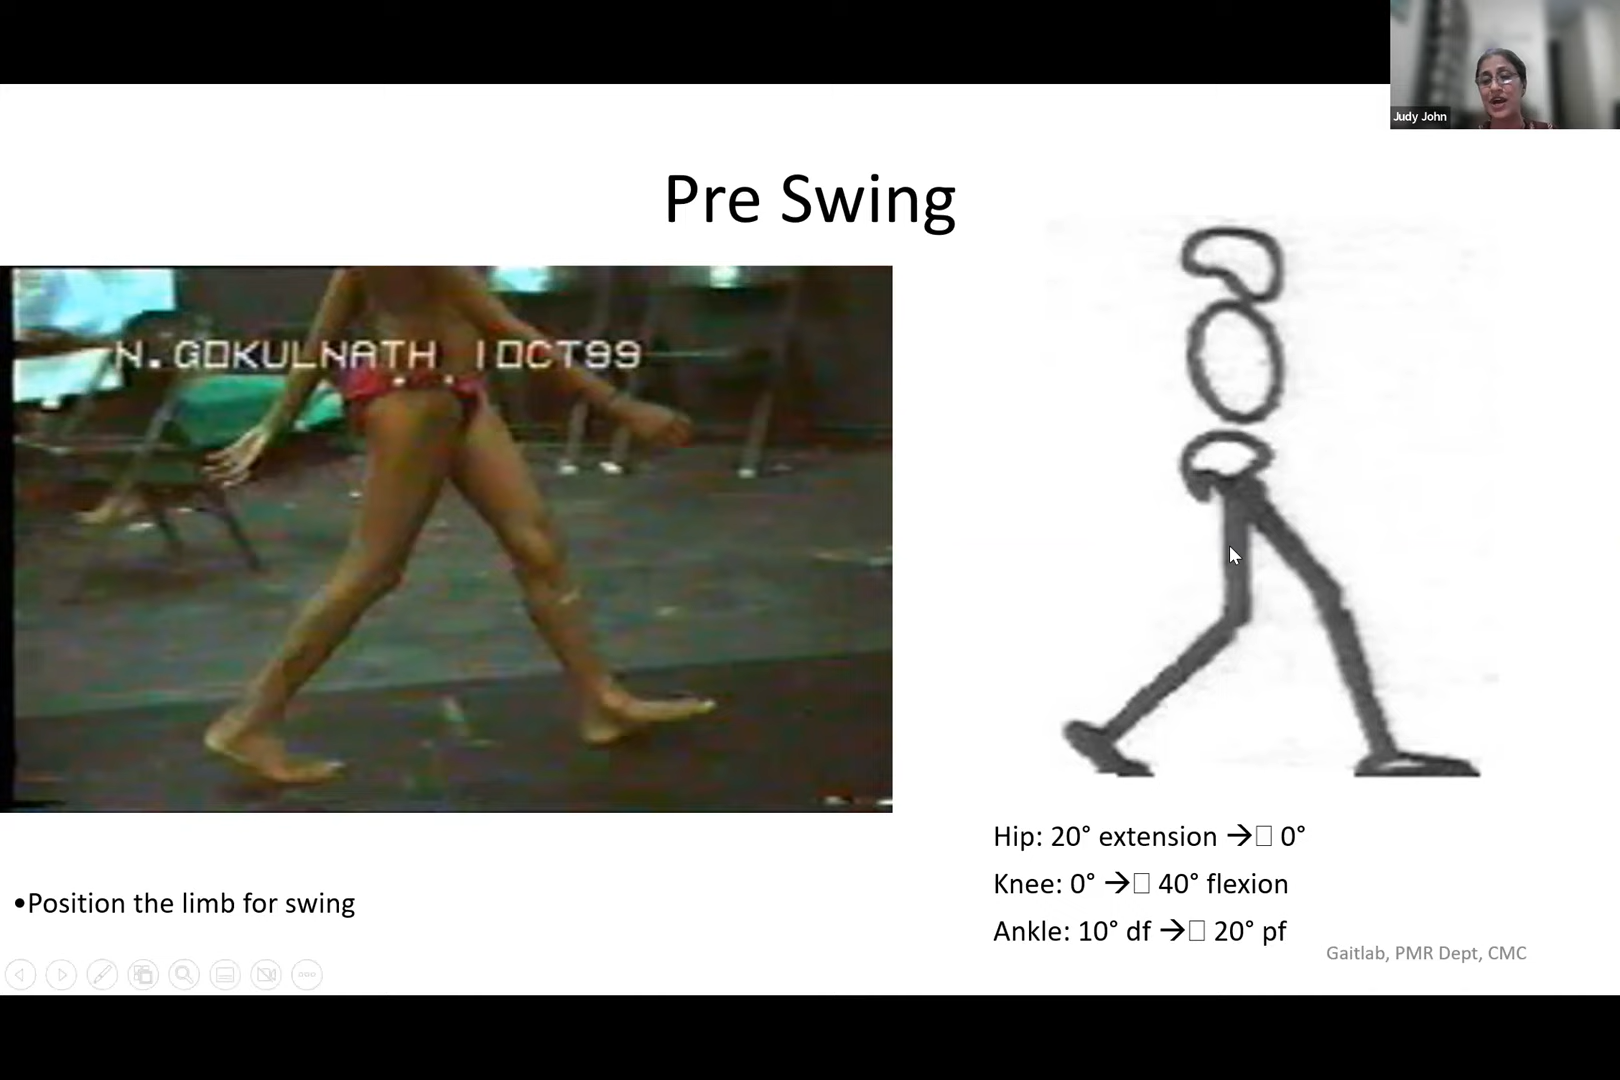 Judy John
Pre Swing
N.GOKULNATH 1OCT99
Hip: 20° extension →□ 0°
Knee: 0° →□ 40° flexion
Ankle: 10° df →□ 20° pf
•Position the limb for swing
Gaitlab, PMR Dept, CMC